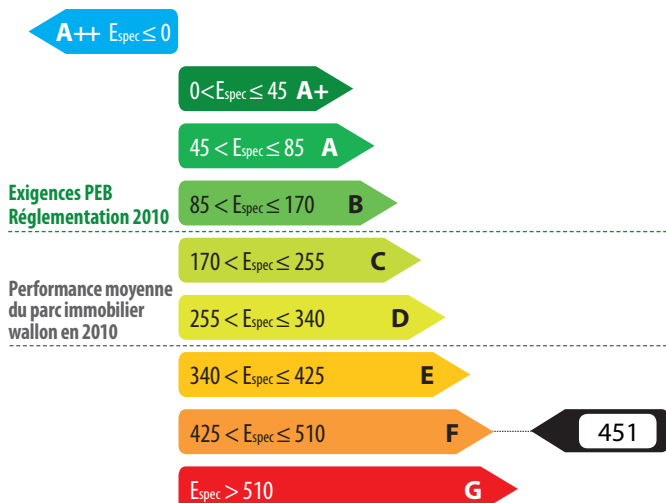 A++ Espec ≤ 0
0<Espec ≤ 45 A+
45 < Espec ≤ 85 A
Exigences PEB
Réglementation 2010
85 < Espec ≤ 170 B
170 < Espec ≤ 255 C
Performance moyenne
du parc immobilier
wallon en 2010
255 < Espec ≤ 340 D
340 < Espec ≤ 425 E
425 < Espec ≤ 510 F
451
Espec > 510 G